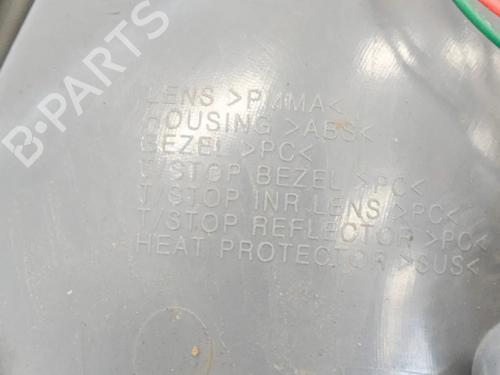 B-PARTS
LENS >PMMA<
HOUSING >ABS<
BEZEL >PC<
T/STOP BEZEL >PC<
T/STOP INR LENS >PC<
T/STOP REFLECTOR >PC<
HEAT PROTECTOR >SUS<